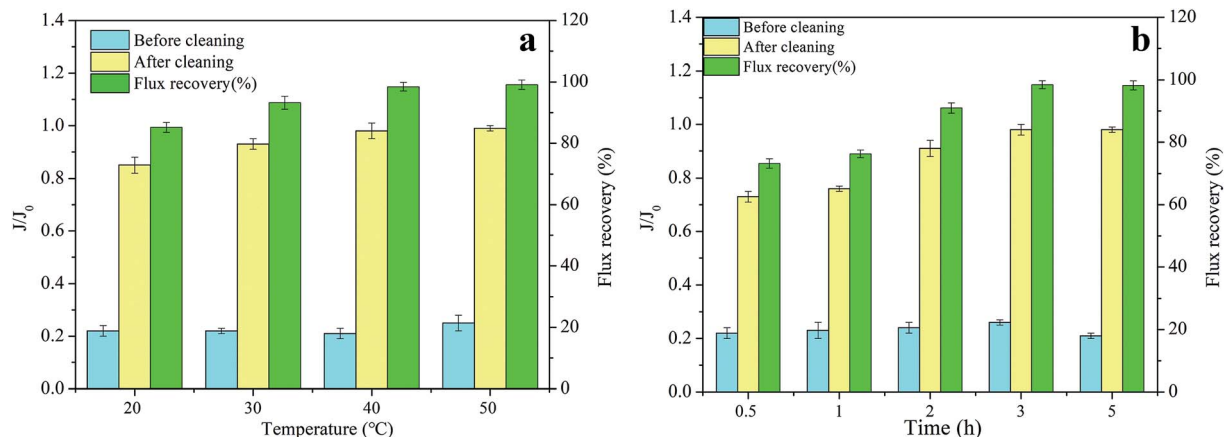 a
Before cleaning
After cleaning
Flux recovery(%)
1.4
1.2
1.0
0.8
0.6
0.4
0.2
0.0
J/J₀
120
100
80
60
40
20
0
Flux recovery (%)
20 30 40 50
Temperature (℃)
b
Before cleaning
After cleaning
Flux recovery(%)
1.4
1.2
1.0
0.8
0.6
0.4
0.2
0.0
J/J₀
120
100
80
60
40
20
0
Flux recovery (%)
0.5 1 2 3 5
Time (h)